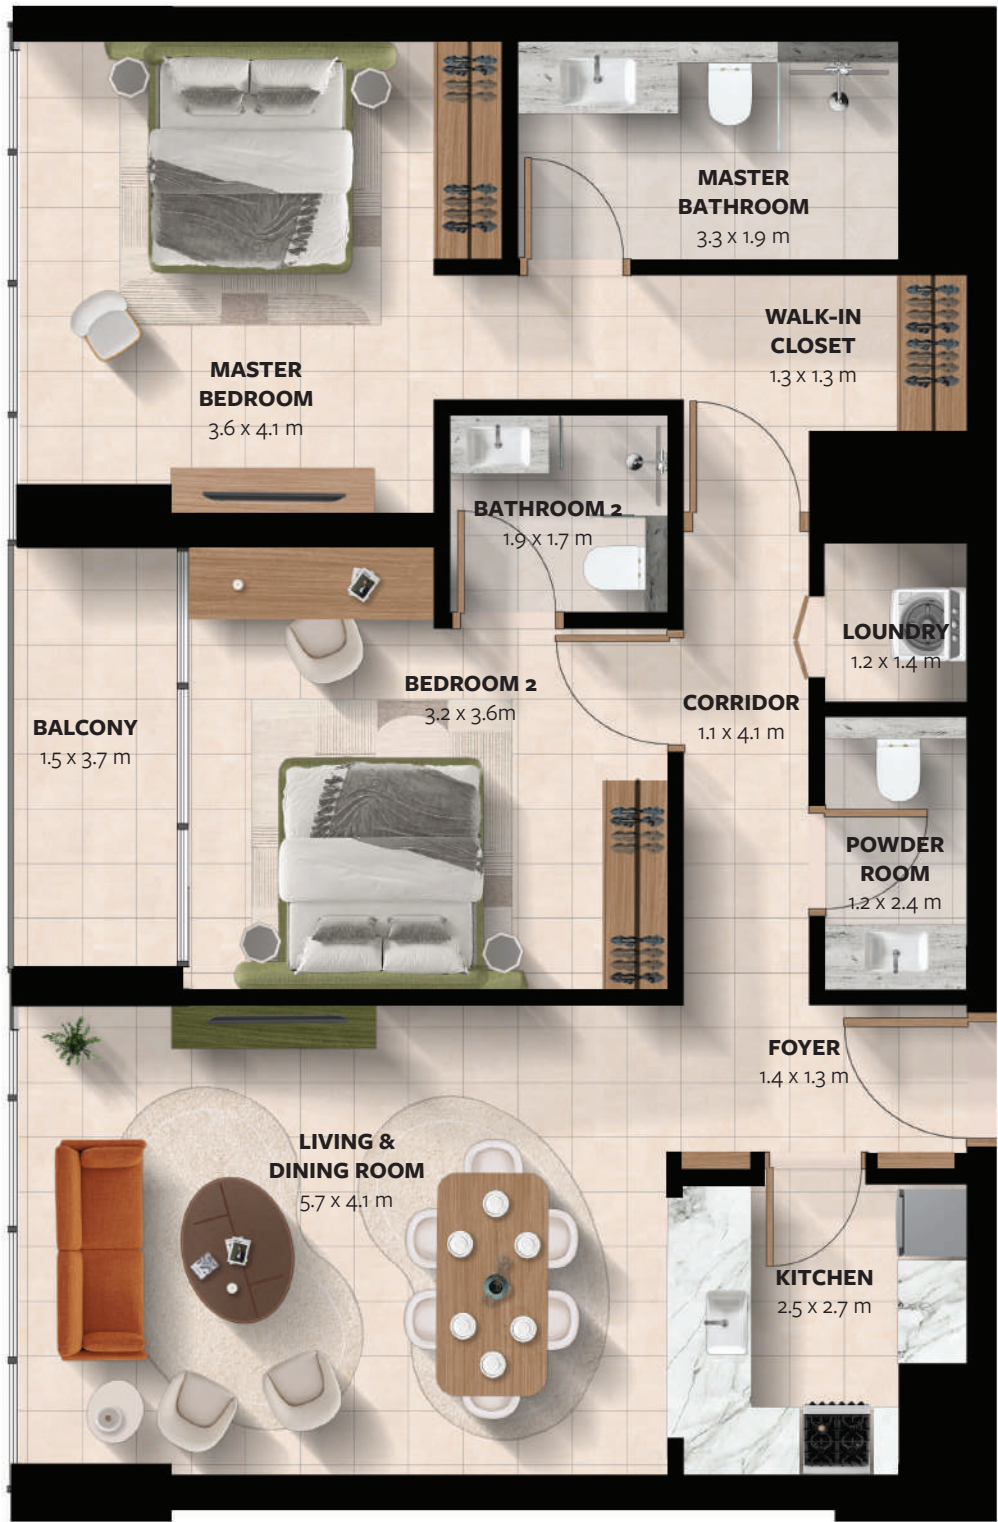 MASTER
BATHROOM
3.3 x 1.9 m
WALK-IN
CLOSET
1.3 x 1.3 m
MASTER
BEDROOM
3.6 x 4.1 m
BATHROOM 2
1.9 x 1.7 m
LOUNDRY
1.2 x 1.4 m
BEDROOM 2
3.2 x 3.6m
CORRIDOR
1.1 x 4.1 m
BALCONY
1.5 x 3.7 m
POWDER
ROOM
1.2 x 2.4 m
FOYER
1.4 x 1.3 m
LIVING &
DINING ROOM
5.7 x 4.1 m
KITCHEN
2.5 x 2.7 m